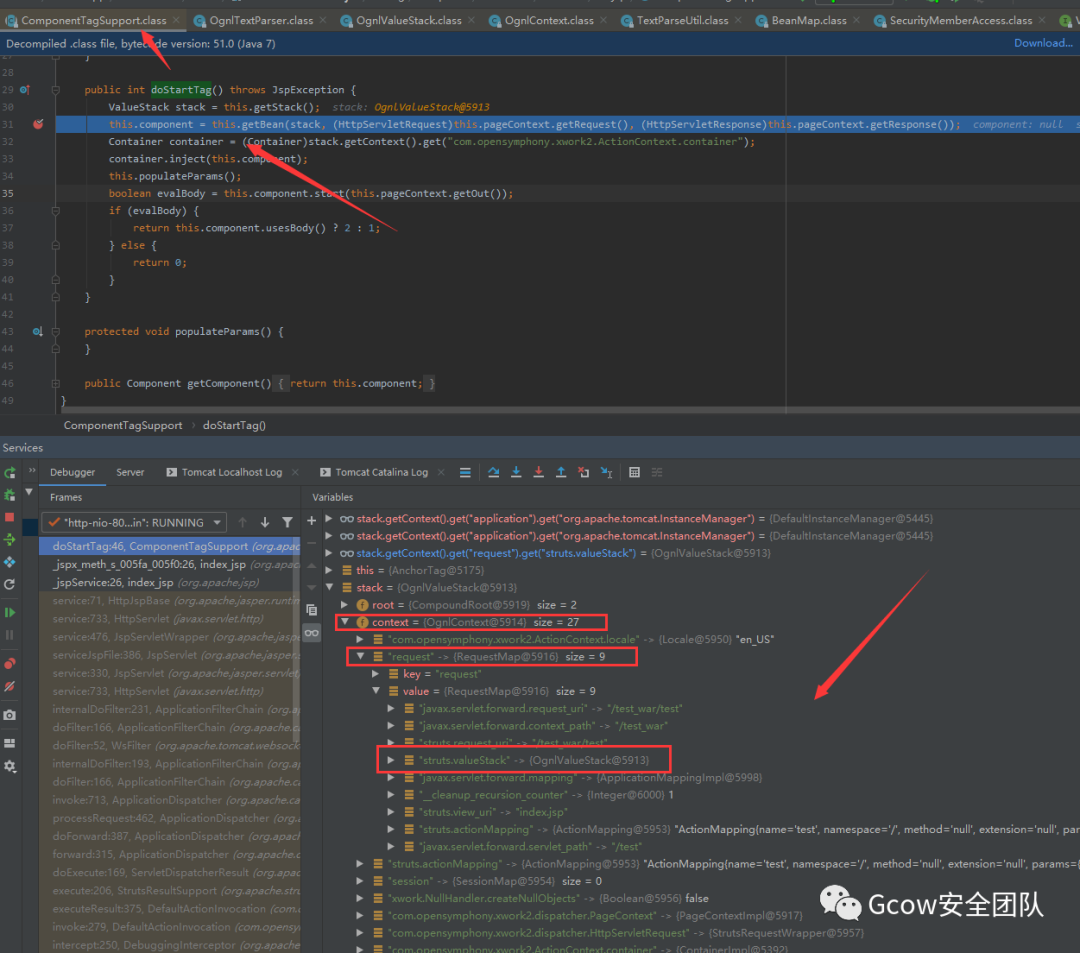 ComponentTagSupport.class × OgnlTextParser.class × OgnlValueStack.class × OgnlContext.class × TextParseUtil.class × BeanMap.class × SecurityMemberAccess.class ×
Decompiled .class file, bytecode version: 51.0 (Java 7) Download...
28
29 public int doStartTag() throws JspException {
30 ValueStack stack = this.getStack(); stack: OgnlValueStack@5913
31 this.component = this.getBean(stack, (HttpServletRequest)this.pageContext.getRequest(), (HttpServletResponse)this.pageContext.getResponse()); component: null
32 Container container = (Container)stack.getContext().get("com.opensymphony.xwork2.ActionContext.container");
33 container.inject(this.component);
34 this.populateParams();
35 boolean evalBody = this.component.start(this.pageContext.getOut());
36 if (evalBody) {
37 return this.component.usesBody() ? 2 : 1;
38 } else {
39 return 0;
40 }
41 }
42
43 protected void populateParams() {
44 }
45
46 public Component getComponent() { return this.component; }
49 }
ComponentTagSupport › doStartTag()
Services
Debugger Server Tomcat Localhost Log × Tomcat Catalina Log ×
Frames
"http-nio-80...in": RUNNING
doStartTag:46, ComponentTagSupport (org.apac
_jspx_meth_s_005fa_005f0:26, index_jsp (org.ap
_jspService:26, index_jsp (org.apache.jsp)
service:71, HttpJspBase (org.apache.jasper.runtin
service:733, HttpServlet (javax.servlet.http)
service:476, JspServletWrapper (org.apache.jaspe
serviceJspFile:386, JspServlet (org.apache.jasper.
service:330, JspServlet (org.apache.jasper.servlet
service:733, HttpServlet (javax.servlet.http)
internalDoFilter:231, ApplicationFilterChain (org.
doFilter:166, ApplicationFilterChain (org.apache.c
doFilter:52, WsFilter (org.apache.tomcat.websock
internalDoFilter:193, ApplicationFilterChain (org.
doFilter:166, ApplicationFilterChain (org.apache.c
invoke:713, ApplicationDispatcher (org.apache.ca
processRequest:462, ApplicationDispatcher (org.a
doForward:387, ApplicationDispatcher (org.apac
forward:315, ApplicationDispatcher (org.apache.c
doExecute:169, ServletDispatcherResult (org.apac
execute:206, StrutsResultSupport (org.apache.stru
executeResult:375, DefaultActionInvocation (com.o
invoke:279, DefaultActionInvocation (com.opensy
intercept:250, DebuggingInterceptor (org.apache.
Variables
stack.getContext().get("application").get("org.apache.tomcat.InstanceManager") = {DefaultInstanceManager@5445}
stack.getContext().get("application").get("org.apache.tomcat.InstanceManager") = {DefaultInstanceManager@5445}
stack.getContext().get("request").get("struts.valueStack") = {OgnlValueStack@5913}
this = {AnchorTag@5175}
stack = {OgnlValueStack@5913}
root = {CompoundRoot@5919} size = 2
context = {OgnlContext@5914} size = 27
"com.opensymphony.xwork2.ActionContext.locale" -> {Locale@5950} "en_US"
"request" -> {RequestMap@5916} size = 9
key = "request"
value = {RequestMap@5916} size = 9
"javax.servlet.forward.request_uri" -> "/test_war/test"
"javax.servlet.forward.context_path" -> "/test_war"
"struts.request_uri" -> "/test_war/test"
"struts.valueStack" -> {OgnlValueStack@5913}
"javax.servlet.forward.mapping" -> {ApplicationMappingImpl@5998}
"__cleanup_recursion_counter" -> {Integer@6000} 1
"struts.view_uri" -> "index.jsp"
"struts.actionMapping" -> {ActionMapping@5953} "ActionMapping{name='test', namespace='/', method='null', extension='null', par
"javax.servlet.forward.servlet_path" -> "/test"
"struts.actionMapping" -> {ActionMapping@5953} "ActionMapping{name='test', namespace='/', method='null', extension='null', params={
"session" -> {SessionMap@5954} size = 0
"xwork.NullHandler.createNullObjects" -> {Boolean@5956} false
"com.opensymphony.xwork2.dispatcher.PageContext" -> {PageContextImpl@5917}
"com.opensymphony.xwork2.dispatcher.HttpServletRequest" -> {StrutsRequestWrapper@5957}
"com.opensymphony.xwork2.ActionContext.container" -> {ContainerImpl@5392}
Gcow安全团队